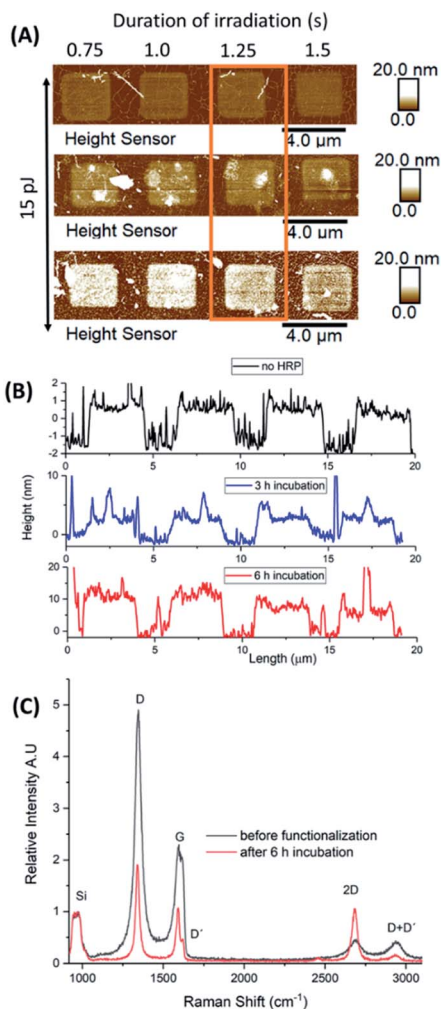 Duration of irradiation (s)
(A)
0.75 1.0 1.25 1.5
20.0 nm
0.0
Height Sensor 4.0 µm
15 pJ
20.0 nm
0.0
Height Sensor 4.0 µm
20.0 nm
0.0
Height Sensor 4.0 µm
(B)
no HRP
2
1
0
-1
-2
0 5 10 15 20
Height (nm)
3 h incubation
10
5
0
0 5 10 15 20
6 h incubation
20
10
0
0 5 10 15 20
Length (µm)
(C)
Relative Intensity A.U
5
4
3
2
1
0
D
G
D´
Si
2D
D+D´
before functionalization
after 6 h incubation
1000 1500 2000 2500 3000
Raman Shift (cm⁻¹)